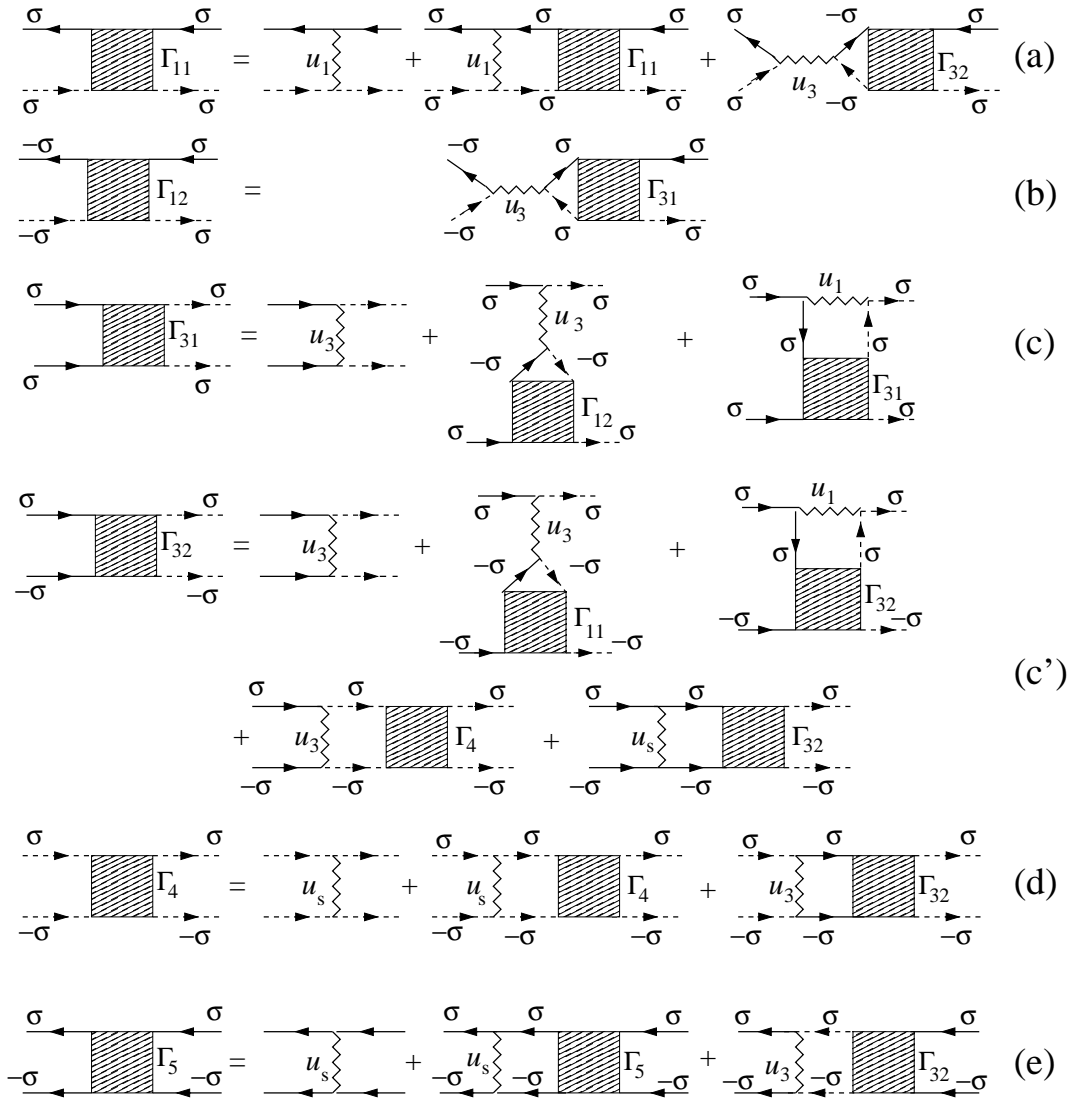 σ σ σ σ −σ σ
Γ₁₁ = u₁ + u₁ Γ₁₁ + u₃ Γ₃₂ (a)
σ σ σ σ σ σ −σ σ
−σ σ −σ σ σ
Γ₁₂ = u₃ Γ₃₁ (b)
−σ σ −σ σ σ
σ σ σ σ u₁ σ
u₃
−σ −σ σ σ
Γ₃₁ = u₃ + + (c)
Γ₁₂ Γ₃₁
σ σ σ σ σ σ
σ σ σ σ σ u₁ σ
u₃
−σ −σ σ σ
Γ₃₂ = u₃ + +
Γ₁₁ Γ₃₂
−σ −σ −σ −σ −σ −σ
(c’)
σ σ σ σ σ σ
+ u₃ Γ₄ + uₛ Γ₃₂
−σ −σ −σ −σ −σ −σ
σ σ σ σ σ σ σ σ
Γ₄ = uₛ + uₛ Γ₄ + u₃ Γ₃₂ (d)
−σ −σ −σ −σ −σ −σ −σ −σ
σ σ σ σ σ σ σ σ
Γ₅ = uₛ + uₛ Γ₅ + u₃ Γ₃₂ (e)
−σ −σ −σ −σ −σ −σ −σ −σ